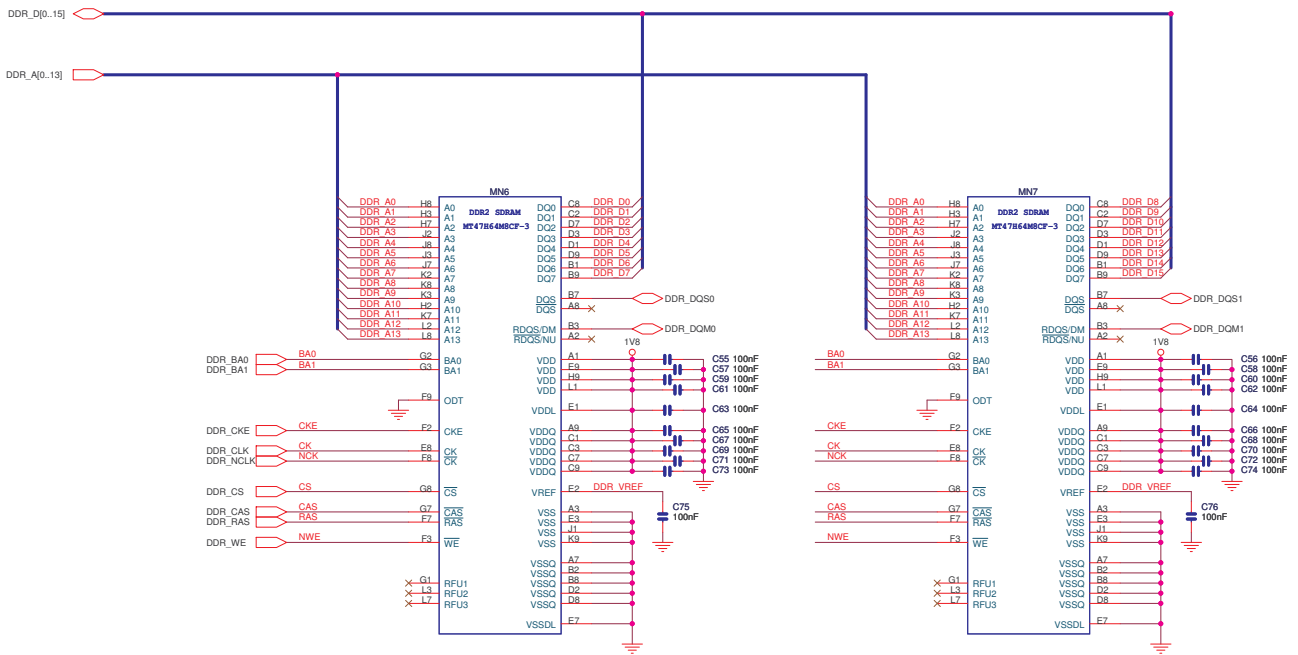 DDR_D[0..15]
DDR_A[0..13]
MN6
DDR2 SDRAM
MT47H64M8CF-3
DDR_A0 H8 A0 DQ0 C8 DDR_D0
DDR_A1 H3 A1 DQ1 C2 DDR_D1
DDR_A2 H7 A2 DQ2 D7 DDR_D2
DDR_A3 J2 A3 DQ3 D3 DDR_D3
DDR_A4 J8 A4 DQ4 D1 DDR_D4
DDR_A5 J3 A5 DQ5 D9 DDR_D5
DDR_A6 J7 A6 DQ6 B1 DDR_D6
DDR_A7 K2 A7 DQ7 B9 DDR_D7
DDR_A8 K8 A8
DDR_A9 K3 A9 DQS B7 DDR_DQS0
DDR_A10 H2 A10 DQS A8
DDR_A11 K7 A11
DDR_A12 L2 A12 RDQS/DM B3 DDR_DQM0
DDR_A13 L8 A13 RDQS/NU A2
1V8
DDR_BA0 BA0 G2 BA0 VDD A1 C55 100nF
DDR_BA1 BA1 G3 BA1 VDD E9 C57 100nF
VDD H9 C59 100nF
VDD L1 C61 100nF
F9 ODT
VDDL E1 C63 100nF
DDR_CKE CKE F2 CKE VDDQ A9 C65 100nF
VDDQ C1 C67 100nF
DDR_CLK CK E8 CK VDDQ C3 C69 100nF
DDR_NCLK NCK F8 CK VDDQ C7 C71 100nF
VDDQ C9 C73 100nF
DDR_CS CS G8 CS VREF E2 DDR_VREF
C75
100nF
DDR_CAS CAS G7 CAS VSS A3
DDR_RAS RAS F7 RAS VSS E3
VSS J1
DDR_WE NWE F3 WE VSS K9
VSSQ A7
VSSQ B2
G1 RFU1 VSSQ B8
L3 RFU2 VSSQ D2
L7 RFU3 VSSQ D8
VSSDL E7
MN7
DDR2 SDRAM
MT47H64M8CF-3
DDR_A0 H8 A0 DQ0 C8 DDR_D8
DDR_A1 H3 A1 DQ1 C2 DDR_D9
DDR_A2 H7 A2 DQ2 D7 DDR_D10
DDR_A3 J2 A3 DQ3 D3 DDR_D11
DDR_A4 J8 A4 DQ4 D1 DDR_D12
DDR_A5 J3 A5 DQ5 D9 DDR_D13
DDR_A6 J7 A6 DQ6 B1 DDR_D14
DDR_A7 K2 A7 DQ7 B9 DDR_D15
DDR_A8 K8 A8
DDR_A9 K3 A9 DQS B7 DDR_DQS1
DDR_A10 H2 A10 DQS A8
DDR_A11 K7 A11
DDR_A12 L2 A12 RDQS/DM B3 DDR_DQM1
DDR_A13 L8 A13 RDQS/NU A2
1V8
BA0 G2 BA0 VDD A1 C56 100nF
BA1 G3 BA1 VDD E9 C58 100nF
VDD H9 C60 100nF
VDD L1 C62 100nF
F9 ODT
VDDL E1 C64 100nF
CKE F2 CKE VDDQ A9 C66 100nF
VDDQ C1 C68 100nF
CK E8 CK VDDQ C3 C70 100nF
NCK F8 CK VDDQ C7 C72 100nF
VDDQ C9 C74 100nF
CS G8 CS VREF E2 DDR_VREF
C76
100nF
CAS G7 CAS VSS A3
RAS F7 RAS VSS E3
VSS J1
NWE F3 WE VSS K9
VSSQ A7
VSSQ B2
G1 RFU1 VSSQ B8
L3 RFU2 VSSQ D2
L7 RFU3 VSSQ D8
VSSDL E7